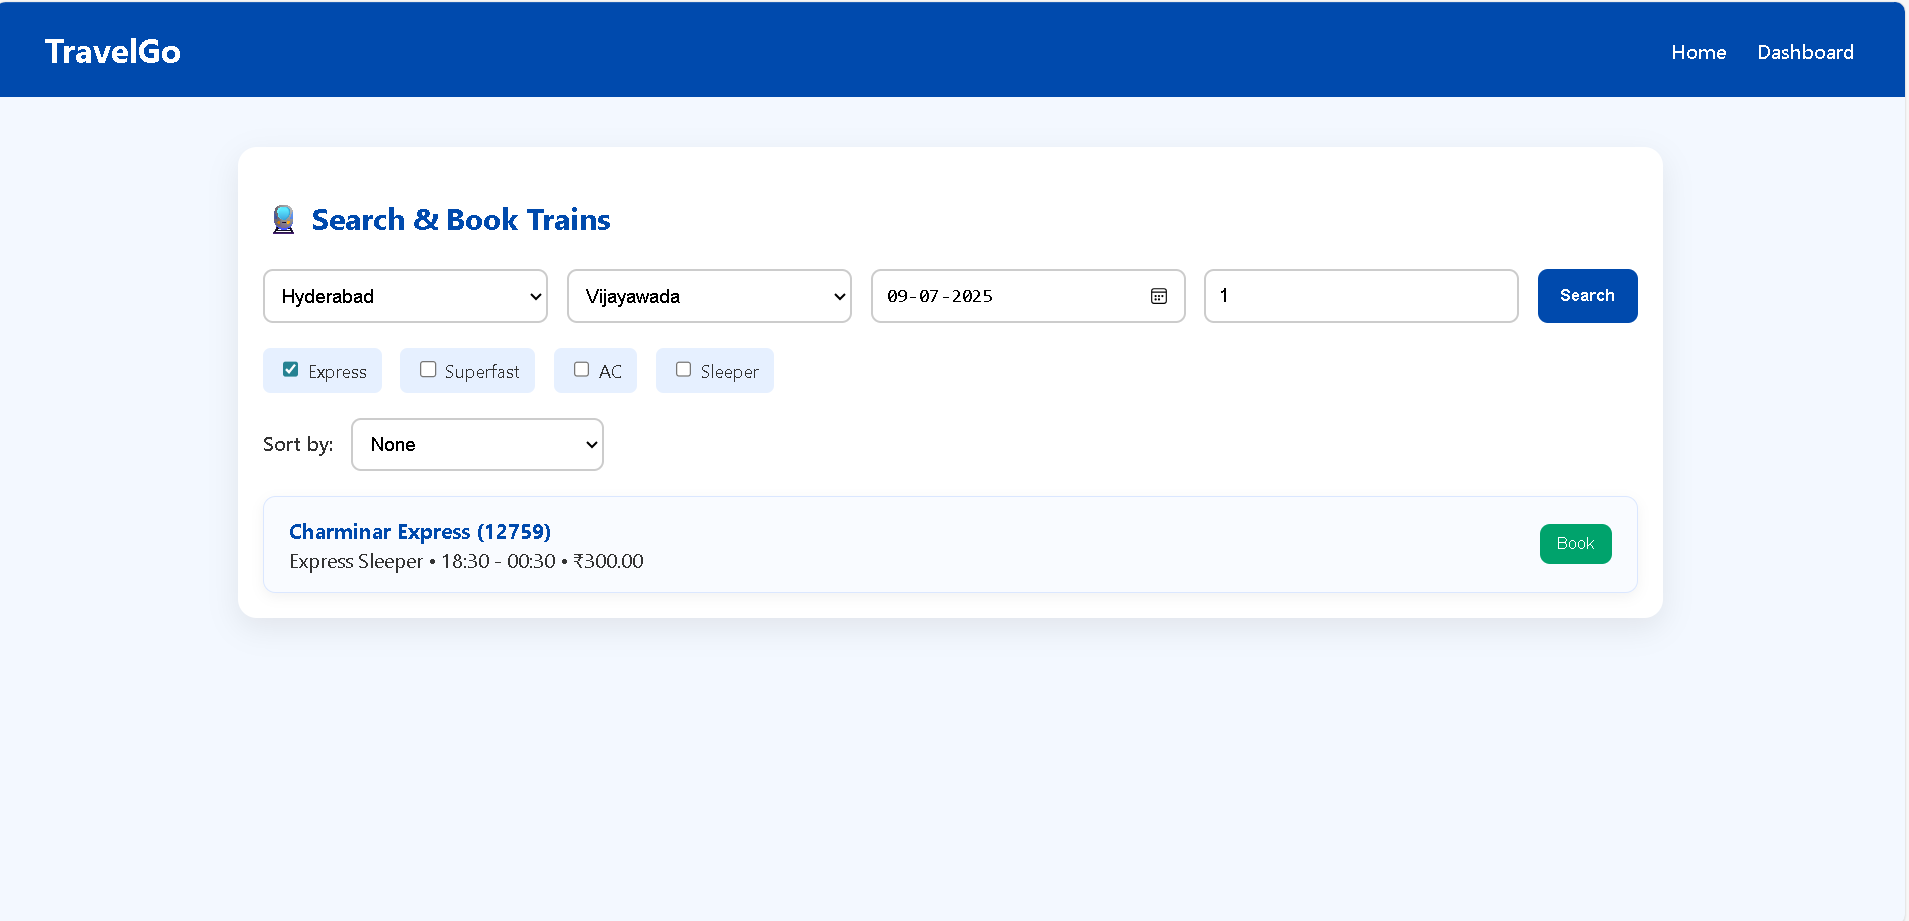 TravelGo
Home Dashboard
Search & Book Trains
Hyderabad Vijayawada 09-07-2025 1 Search
Express Superfast AC Sleeper
Sort by: None
Charminar Express (12759)
Express Sleeper • 18:30 - 00:30 • ₹300.00
Book